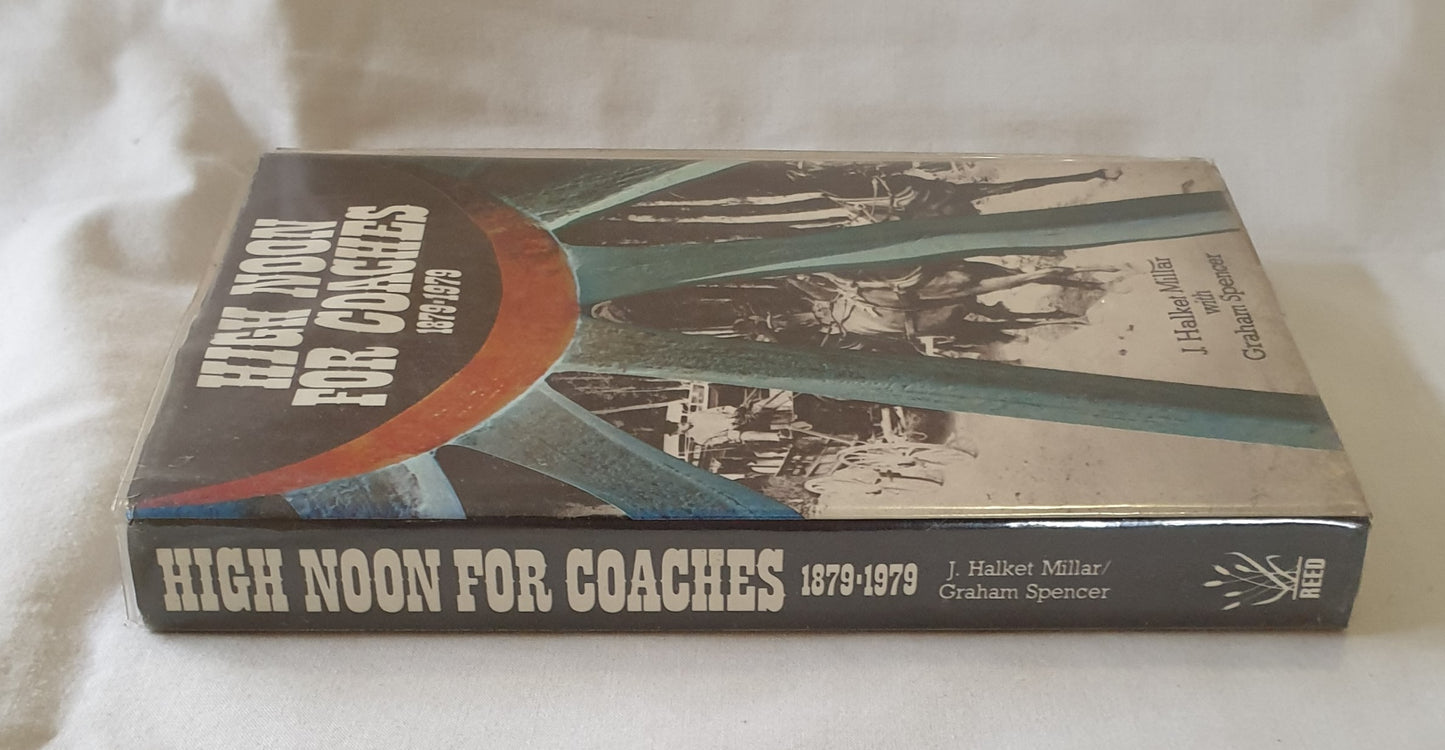 HIGH NOON
FOR COACHES
1879-1979
J. Halket Millar
with
Graham Spencer
HIGH NOON FOR COACHES 1879-1979
J. Halket Millar/
Graham Spencer
REED